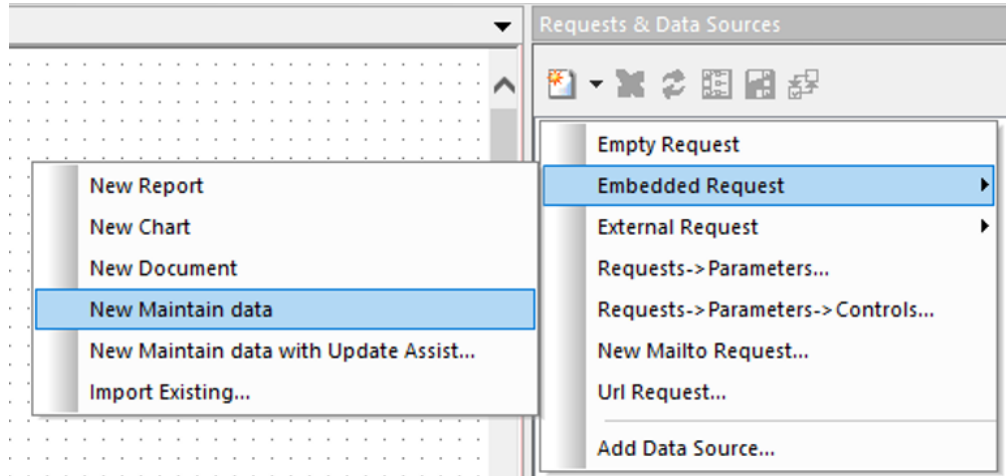 Requests & Data Sources
Empty Request
Embedded Request
External Request
Requests->Parameters...
Requests->Parameters->Controls...
New Mailto Request...
Url Request...
Add Data Source...
New Report
New Chart
New Document
New Maintain data
New Maintain data with Update Assist...
Import Existing...